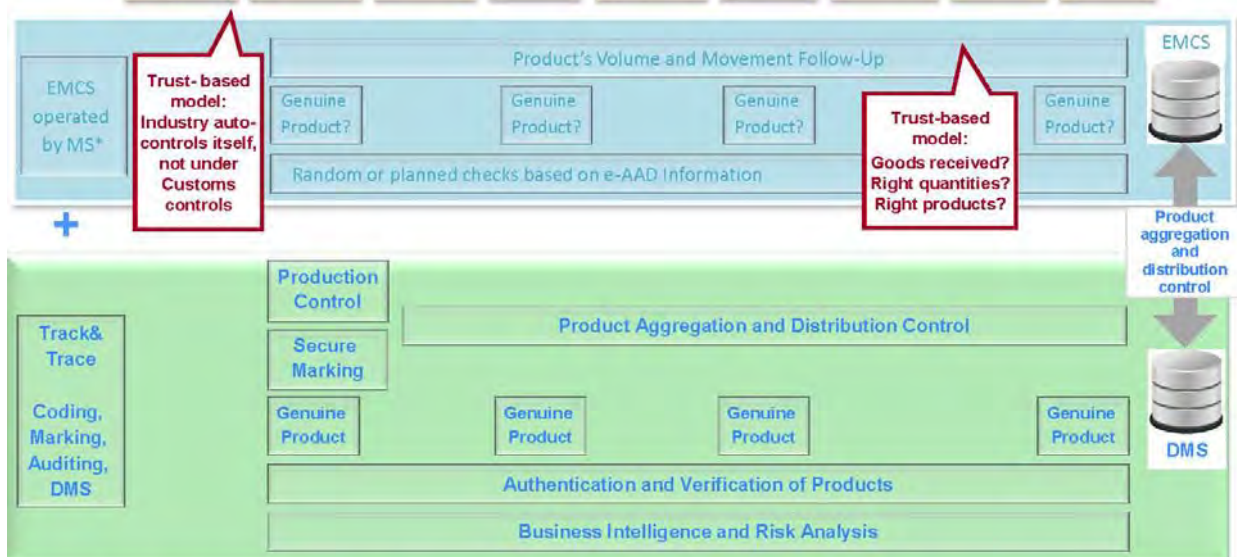 EMCS
operated
by MS*
Trust- based
model:
Industry auto-
controls itself,
not under
Customs
controls
Product's Volume and Movement Follow-Up
Genuine
Product?
Genuine
Product?
Genuine
Product?
Genuine
Product?
Trust-based
model:
Goods received?
Right quantities?
Right products?
Random or planned checks based on e-AAD Information
EMCS
+
Product
aggregation
and
distribution
control
Track&
Trace
Coding,
Marking,
Auditing,
DMS
Production
Control
Secure
Marking
Product Aggregation and Distribution Control
Genuine
Product
Genuine
Product
Genuine
Product
Genuine
Product
DMS
Authentication and Verification of Products
Business Intelligence and Risk Analysis